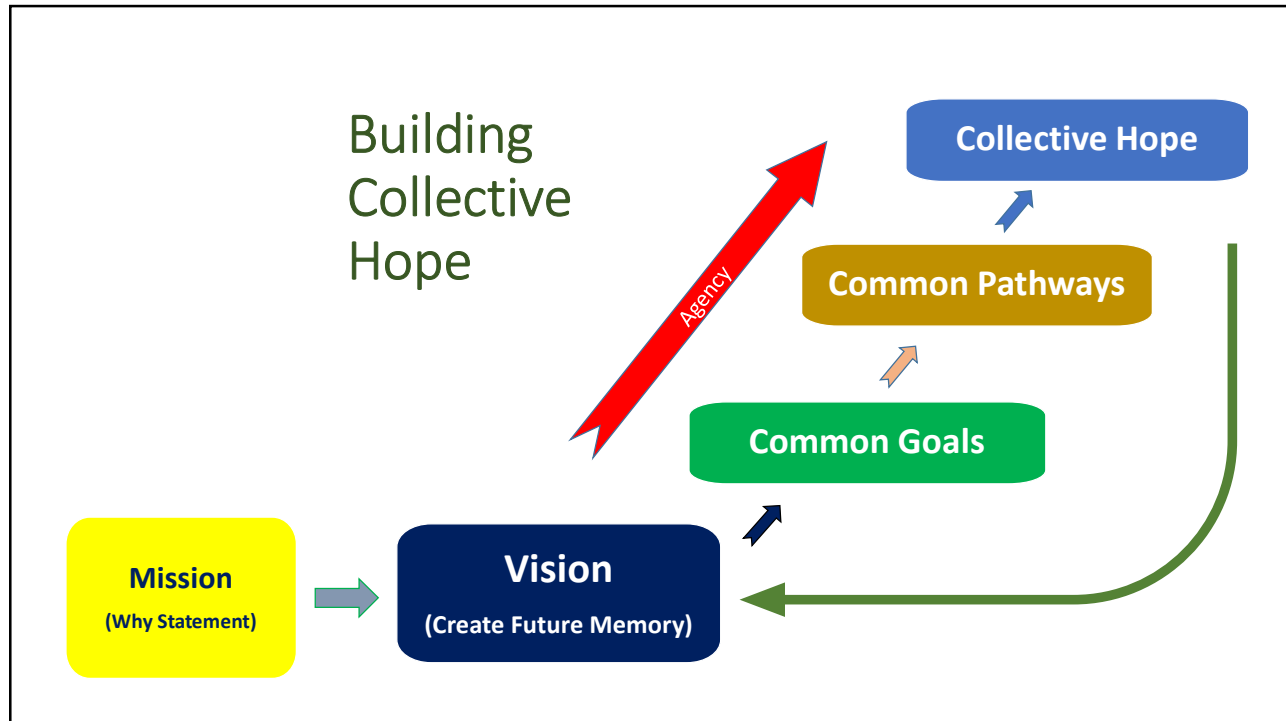 Building
Collective
Hope
Agency
Collective Hope
Common Pathways
Common Goals
Mission
(Why Statement)
Vision
(Create Future Memory)